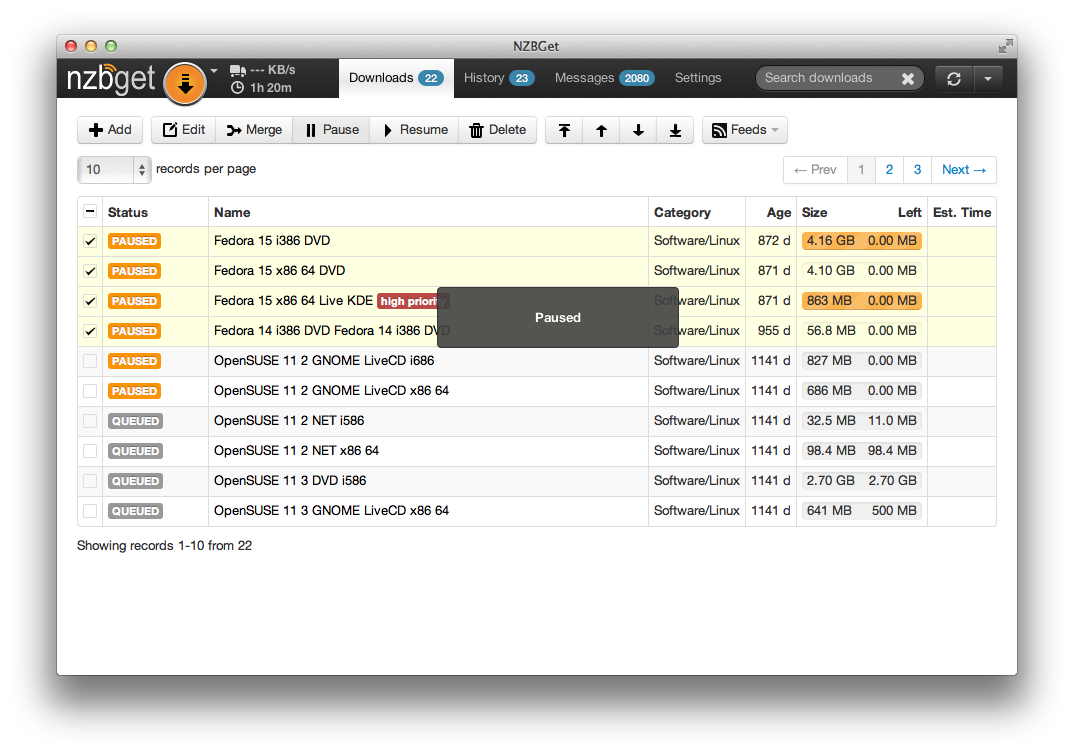 NZBGet
nzbget --- KB/s
1h 20m
Downloads 22 History 23 Messages 2080 Settings Search downloads
Add Edit Merge Pause Resume Delete Feeds
10 records per page ← Prev 1 2 3 Next →
Status Name Category Age Size Left Est. Time
PAUSED Fedora 15 i386 DVD Software/Linux 872 d 4.16 GB 0.00 MB
PAUSED Fedora 15 x86 64 DVD Software/Linux 871 d 4.10 GB 0.00 MB
PAUSED Fedora 15 x86 64 Live KDE high priority Software/Linux 871 d 863 MB 0.00 MB
Paused
PAUSED Fedora 14 i386 DVD Fedora 14 i386 DVD Software/Linux 955 d 56.8 MB 0.00 MB
PAUSED OpenSUSE 11 2 GNOME LiveCD i686 Software/Linux 1141 d 827 MB 0.00 MB
PAUSED OpenSUSE 11 2 GNOME LiveCD x86 64 Software/Linux 1141 d 686 MB 0.00 MB
QUEUED OpenSUSE 11 2 NET i586 Software/Linux 1141 d 32.5 MB 11.0 MB
QUEUED OpenSUSE 11 2 NET x86 64 Software/Linux 1141 d 98.4 MB 98.4 MB
QUEUED OpenSUSE 11 3 DVD i586 Software/Linux 1141 d 2.70 GB 2.70 GB
QUEUED OpenSUSE 11 3 GNOME LiveCD x86 64 Software/Linux 1141 d 641 MB 500 MB
Showing records 1-10 from 22